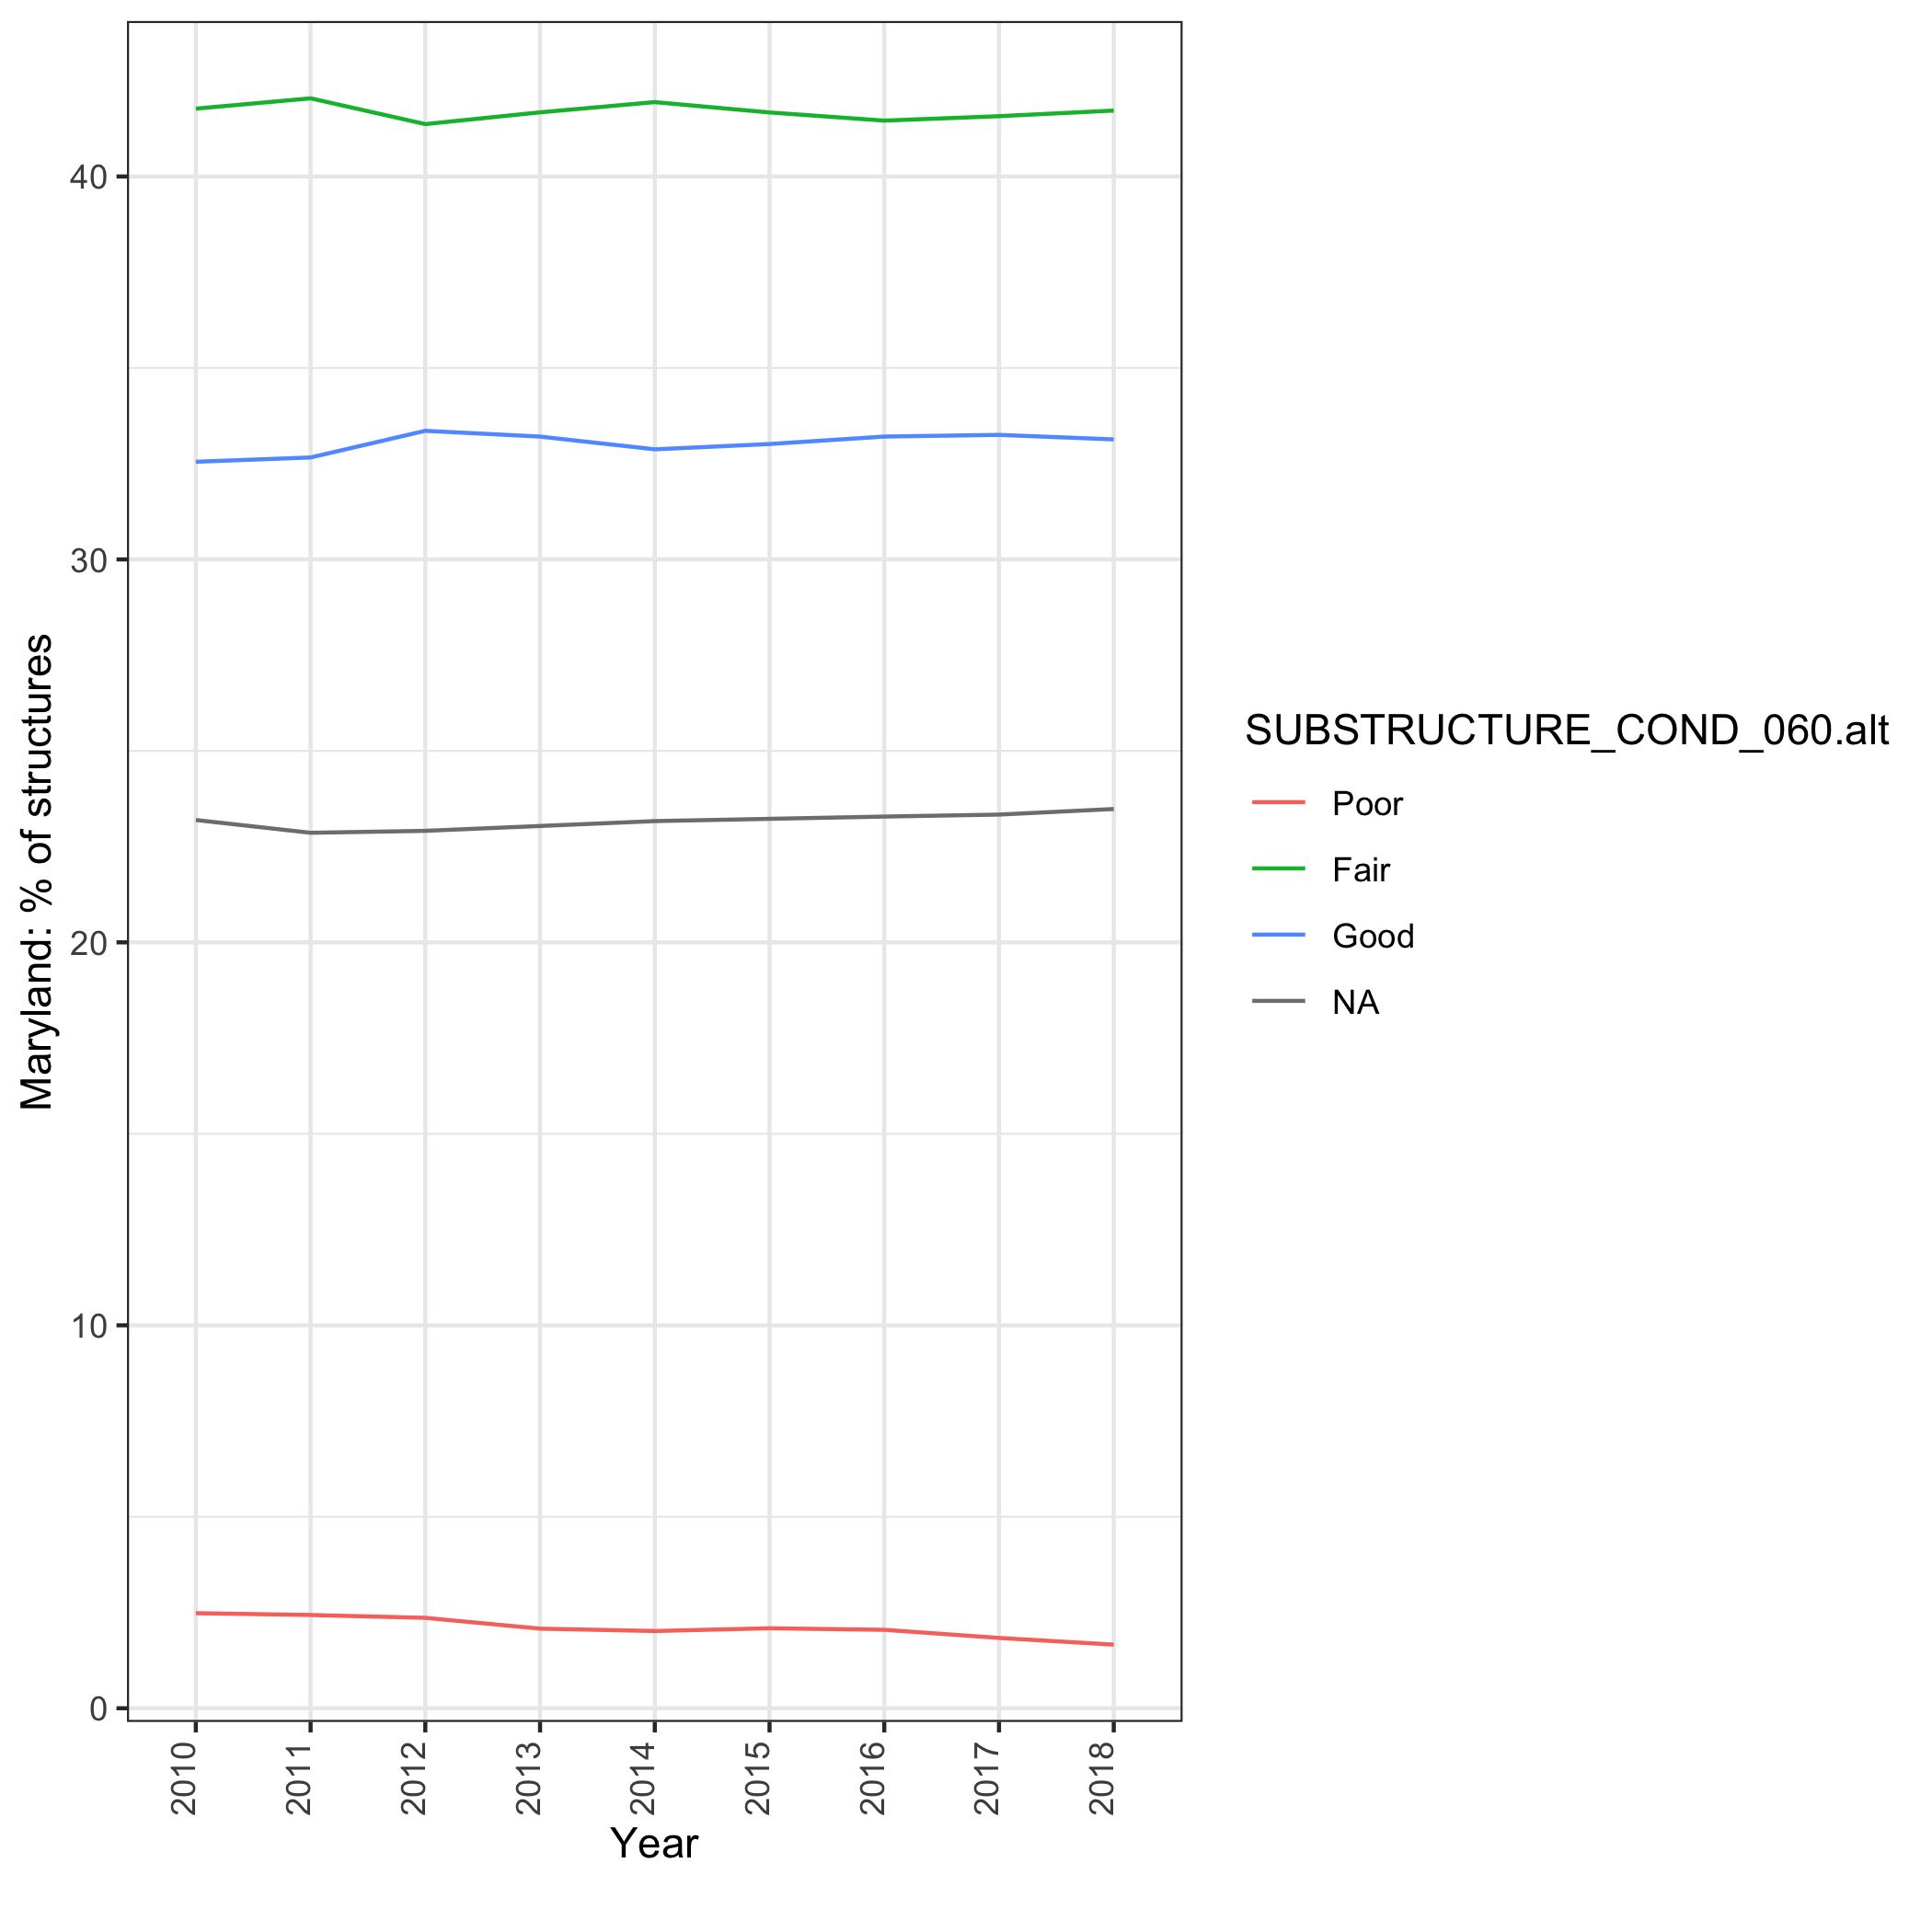 Maryland: % of structures
40
30
20
10
0
2010
2011
2012
2013
2014
2015
2016
2017
2018
Year
SUBSTRUCTURE_COND_060.alt
Poor
Fair
Good
NA